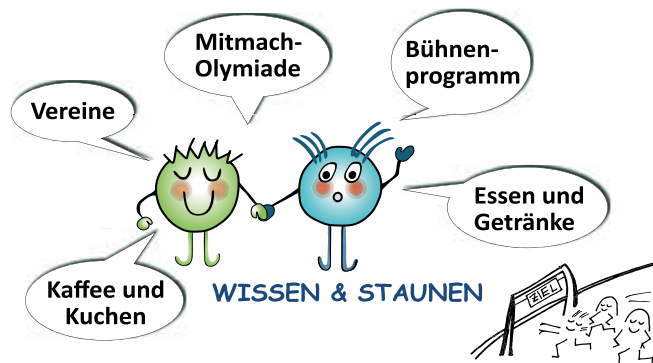 Mitmach-
Olymiade
Bühnen-
programm
Vereine
Essen und
Getränke
Kaffee und
Kuchen
WISSEN & STAUNEN
ZIEL